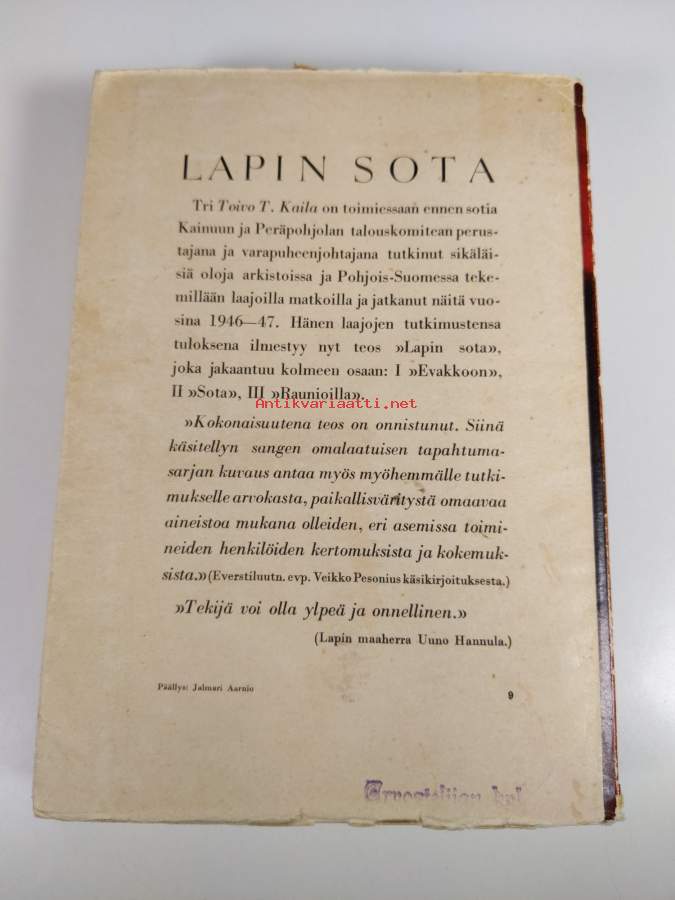 LAPIN SOTA
Tri Toivo T. Kaila on toimiessaan ennen sotia
Kainuun ja Peräpohjolan talouskomitean perus-
tajana ja varapuheenjohtajana tutkinut sikäläi-
siä oloja arkistoissa ja Pohjois-Suomessa teke-
millään laajoilla matkoilla ja jatkanut näitä vuo-
sina 1946—47. Hänen laajojen tutkimustensa
tuloksena ilmestyy nyt teos »Lapin sota»,
joka jakaantuu kolmeen osaan: I »Evakkoon»,
II »Sota», III »Raunioilla».
Antikvariaatti.net
»Kokonaisuutena teos on onnistunut. Siinä
käsitellyn sangen omalaatuisen tapahtuma-
sarjan kuvaus antaa myös myöhemmälle tutki-
mukselle arvokasta, paikallisväritystä omaavaa
aineistoa mukana olleiden, eri asemissa toimi-
neiden henkilöiden kertomuksista ja kokemuk-
sista.» (Everstiluutn. evp. Veikko Pesonius käsikirjoituksesta.)
»Tekijä voi olla ylpeä ja onnellinen.»
(Lapin maaherra Uuno Hannula.)
Päällys: Jalmari Aarnio
9
Arvostelijan kpl